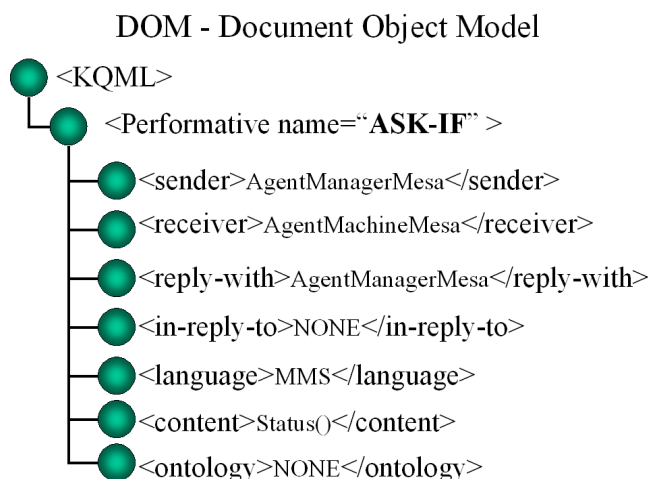 DOM - Document Object Model
<KQML>
<Performative name=“ASK-IF” >
<sender>AgentManagerMesa</sender>
<receiver>AgentMachineMesa</receiver>
<reply-with>AgentManagerMesa</reply-with>
<in-reply-to>NONE</in-reply-to>
<language>MMS</language>
<content>Status()</content>
<ontology>NONE</ontology>